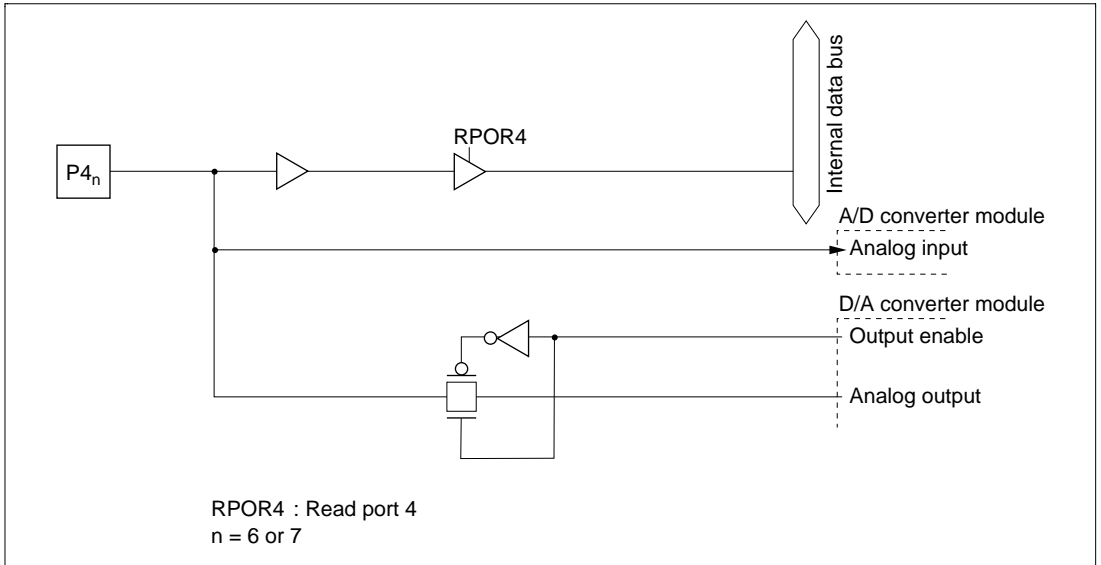 RPOR4
P4n
Internal data bus
A/D converter module
Analog input
D/A converter module
Output enable
Analog output
RPOR4 : Read port 4
n = 6 or 7